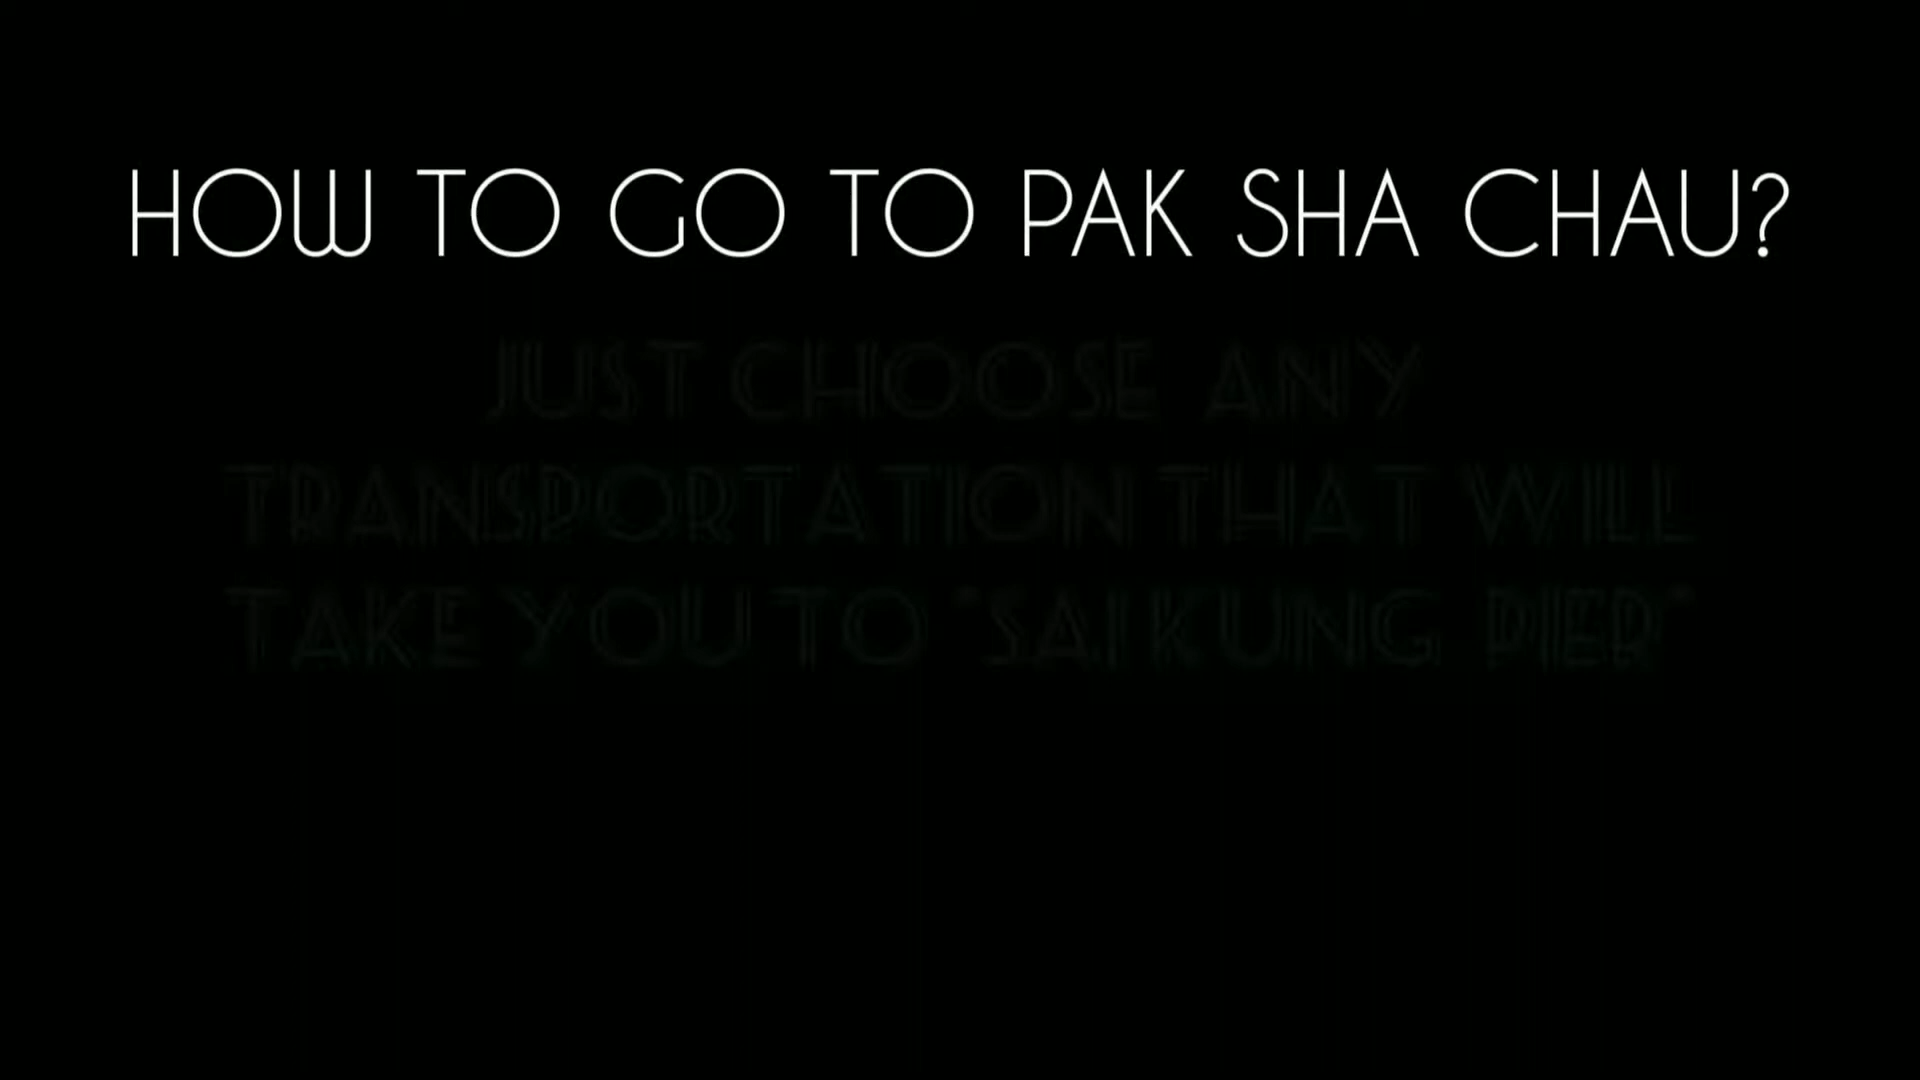 HOW TO GO TO PAK SHA CHAU?
JUST CHOOSE ANY
TRANSPORTATION THAT WILL
TAKE YOU TO "SAI KUNG PIER"